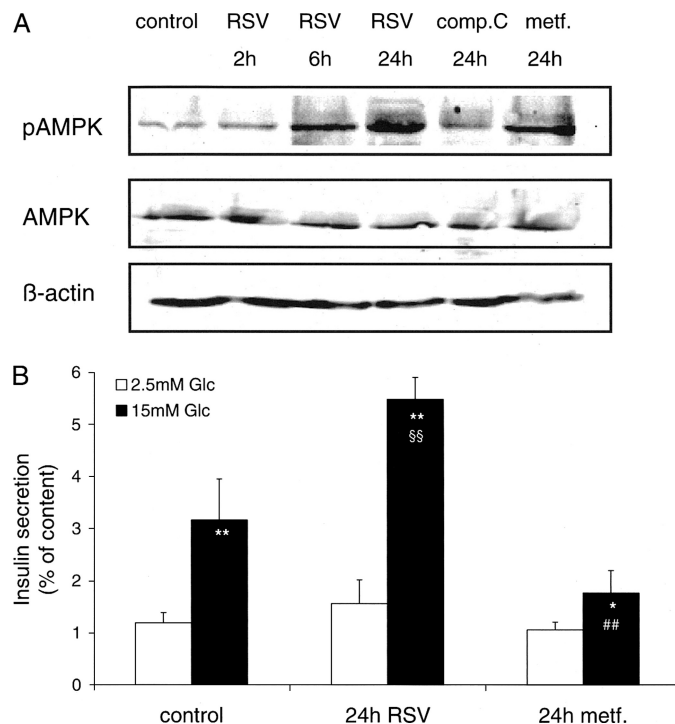 A
control RSV RSV RSV comp.C metf.
2h 6h 24h 24h 24h
pAMPK
AMPK
ß-actin
B
6
5
4
3
2
1
0
Insulin secretion
(% of content)
2.5mM Glc
15mM Glc
**
**
§§
*
##
control 24h RSV 24h metf.